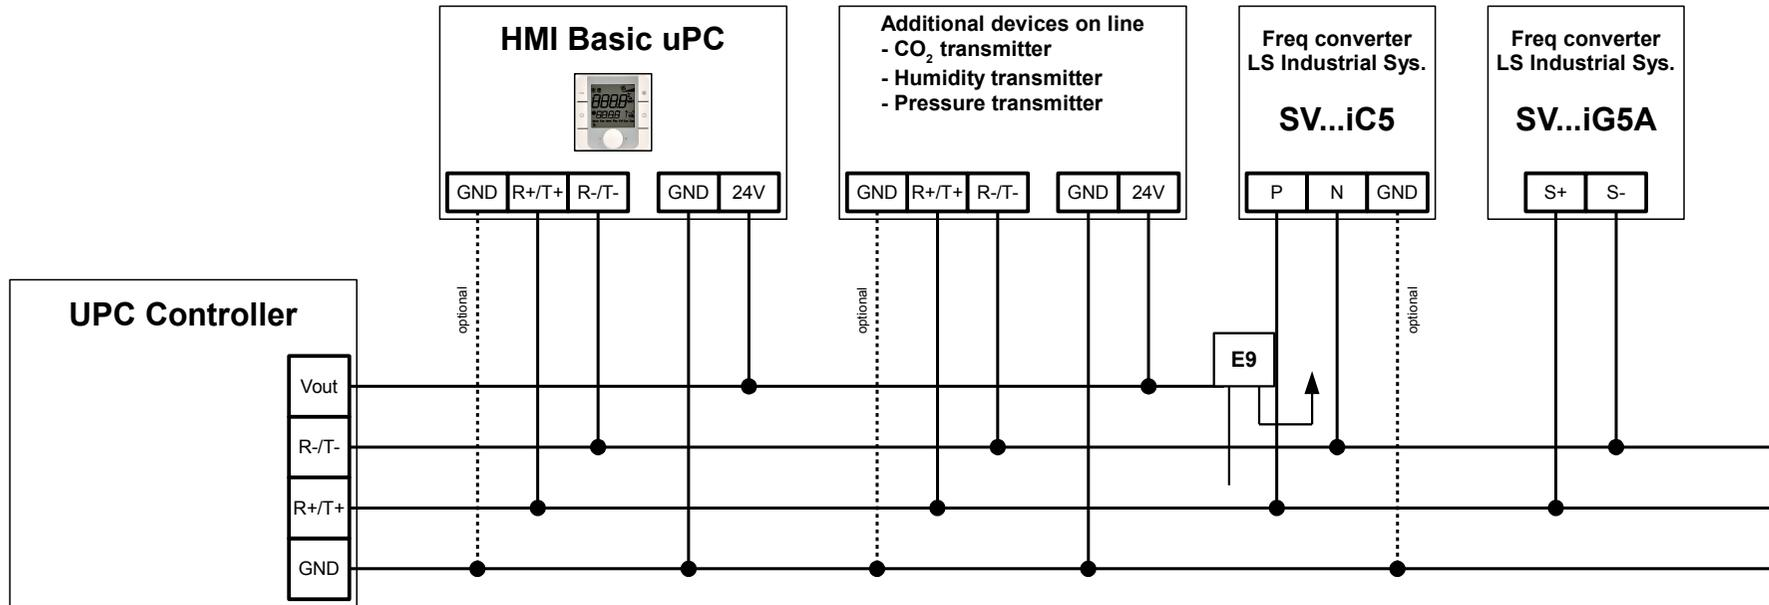 HMI Basic uPC
GND R+/T+ R-/T- GND 24V
optional
Additional devices on line
- CO2 transmitter
- Humidity transmitter
- Pressure transmitter
GND R+/T+ R-/T- GND 24V
optional
Freq converter
LS Industrial Sys.
SV...iC5
P N GND
optional
Freq converter
LS Industrial Sys.
SV...iG5A
S+ S-
E9
UPC Controller
Vout
R-/T-
R+/T+
GND